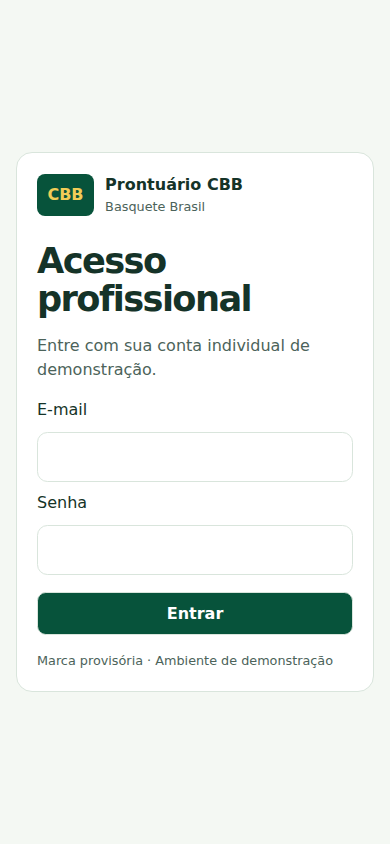 CBB
Prontuário CBB
Basquete Brasil
Acesso
profissional
Entre com sua conta individual de
demonstração.
E-mail
Senha
Entrar
Marca provisória · Ambiente de demonstração